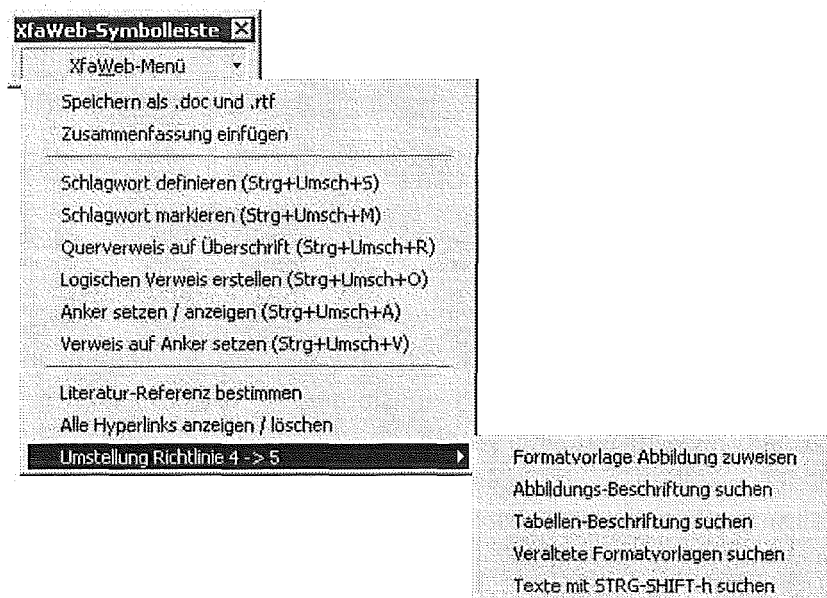 XfaWeb-Symbolleiste
XfaWeb-Menü
Speichern als .doc und .rtf
Zusammenfassung einfügen
Schlagwort definieren (Strg+Umsch+S)
Schlagwort markieren (Strg+Umsch+M)
Querverweis auf Überschrift (Strg+Umsch+R)
Logischen Verweis erstellen (Strg+Umsch+O)
Anker setzen / anzeigen (Strg+Umsch+A)
Verweis auf Anker setzen (Strg+Umsch+V)
Literatur-Referenz bestimmen
Alle Hyperlinks anzeigen / löschen
Umstellung Richtlinie 4 -> 5
Formatvorlage Abbildung zuweisen
Abbildungs-Beschriftung suchen
Tabellen-Beschriftung suchen
Veraltete Formatvorlagen suchen
Texte mit STRG-SHIFT-h suchen